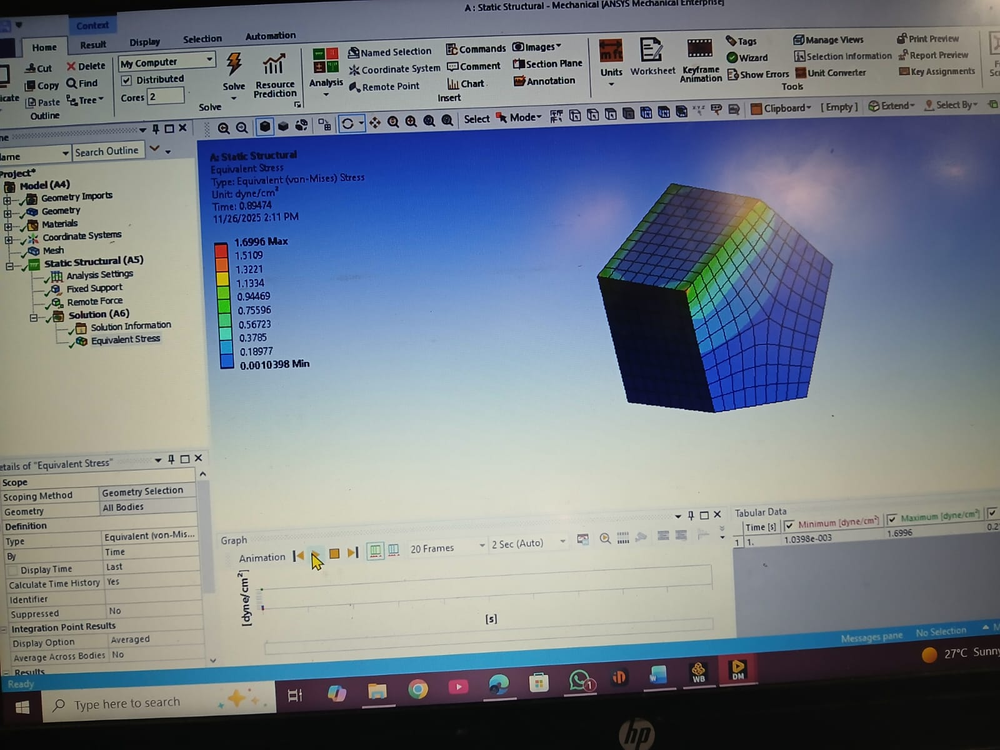 A : Static Structural - Mechanical [ANSYS Mechanical Enterprise]
Context
Home
Result
Display
Selection
Automation
Cut
Delete
Copy
Find
Paste
Tree
Outline
My Computer
Distributed
Cores 2
Solve
Resource
Prediction
Solve
Analysis
Named Selection
Coordinate System
Remote Point
Commands
Comment
Chart
Insert
Images
Section Plane
Annotation
Units
Worksheet
Keyframe
Animation
Tags
Wizard
Show Errors
Manage Views
Selection Information
Unit Converter
Tools
Print Preview
Report Preview
Key Assignments
Select
Mode
Clipboard
[ Empty ]
Extend
Select By
Search Outline
Project*
Model (A4)
Geometry Imports
Geometry
Materials
Coordinate Systems
Mesh
Static Structural (A5)
Analysis Settings
Fixed Support
Remote Force
Solution (A6)
Solution Information
Equivalent Stress
A: Static Structural
Equivalent Stress
Type: Equivalent (von-Mises) Stress
Unit: dyne/cm²
Time: 0.89474
11/26/2025 2:11 PM
1.6996 Max
1.5109
1.3221
1.1334
0.94469
0.75596
0.56723
0.3785
0.18977
0.0010398 Min
etails of "Equivalent Stress"
Scope
Scoping Method Geometry Selection
Geometry All Bodies
Definition
Type Equivalent (von-Mis...
By Time
Display Time Last
Calculate Time History Yes
Identifier
Suppressed No
Integration Point Results
Display Option Averaged
Average Across Bodies No
Results
Graph
Animation
20 Frames
2 Sec (Auto)
[dyne/cm²]
[s]
Tabular Data
Time [s] Minimum [dyne/cm²] Maximum [dyne/cm²]
1 1. 1.0398e-003 1.6996 0.2
Messages pane No Selection
Ready
Type here to search
1
WB
DM
27°C Sunny
hp